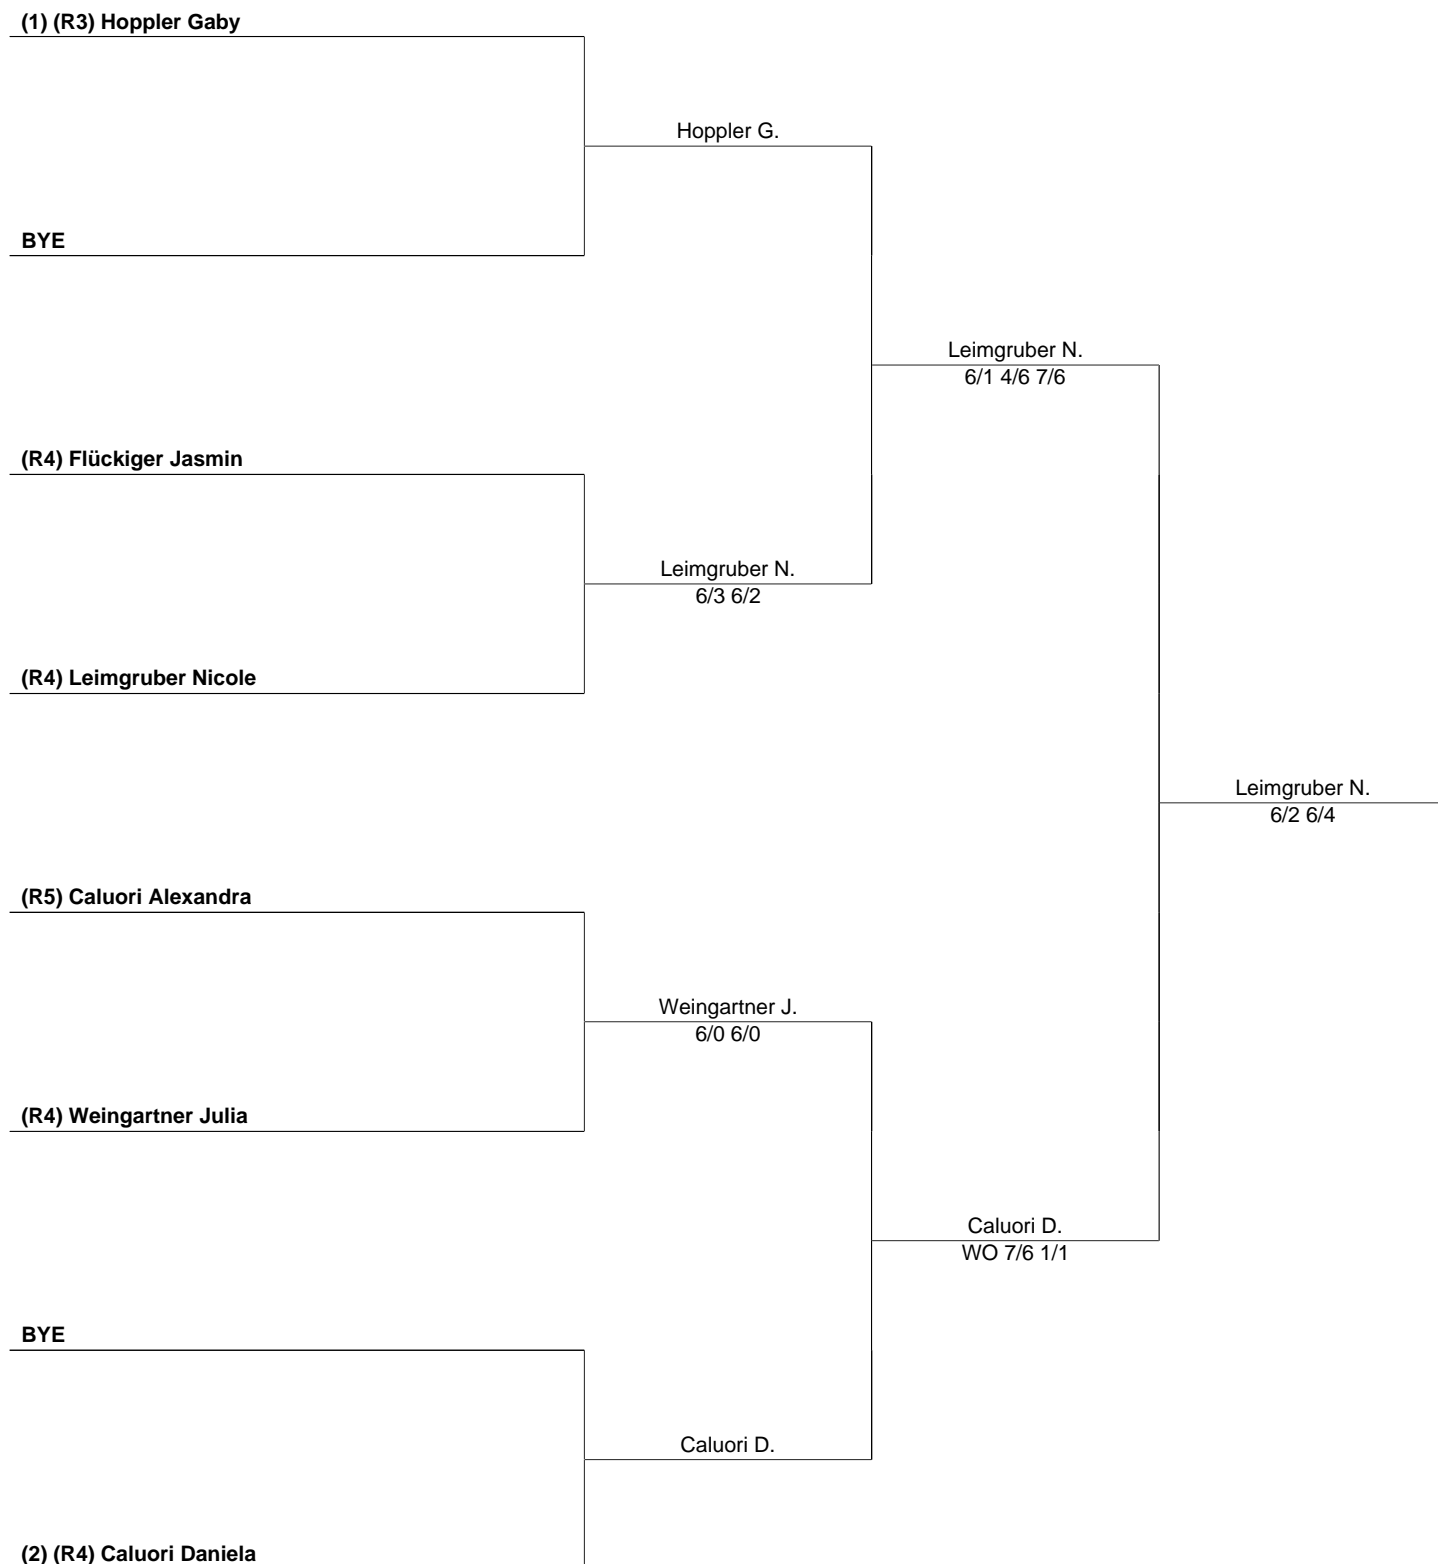 (1) (R3) Hoppler Gaby
Hoppler G.
BYE
Leimgruber N.
6/1 4/6 7/6
(R4) Flückiger Jasmin
Leimgruber N.
6/3 6/2
(R4) Leimgruber Nicole
Leimgruber N.
6/2 6/4
(R5) Caluori Alexandra
Weingartner J.
6/0 6/0
(R4) Weingartner Julia
Caluori D.
WO 7/6 1/1
BYE
Caluori D.
(2) (R4) Caluori Daniela